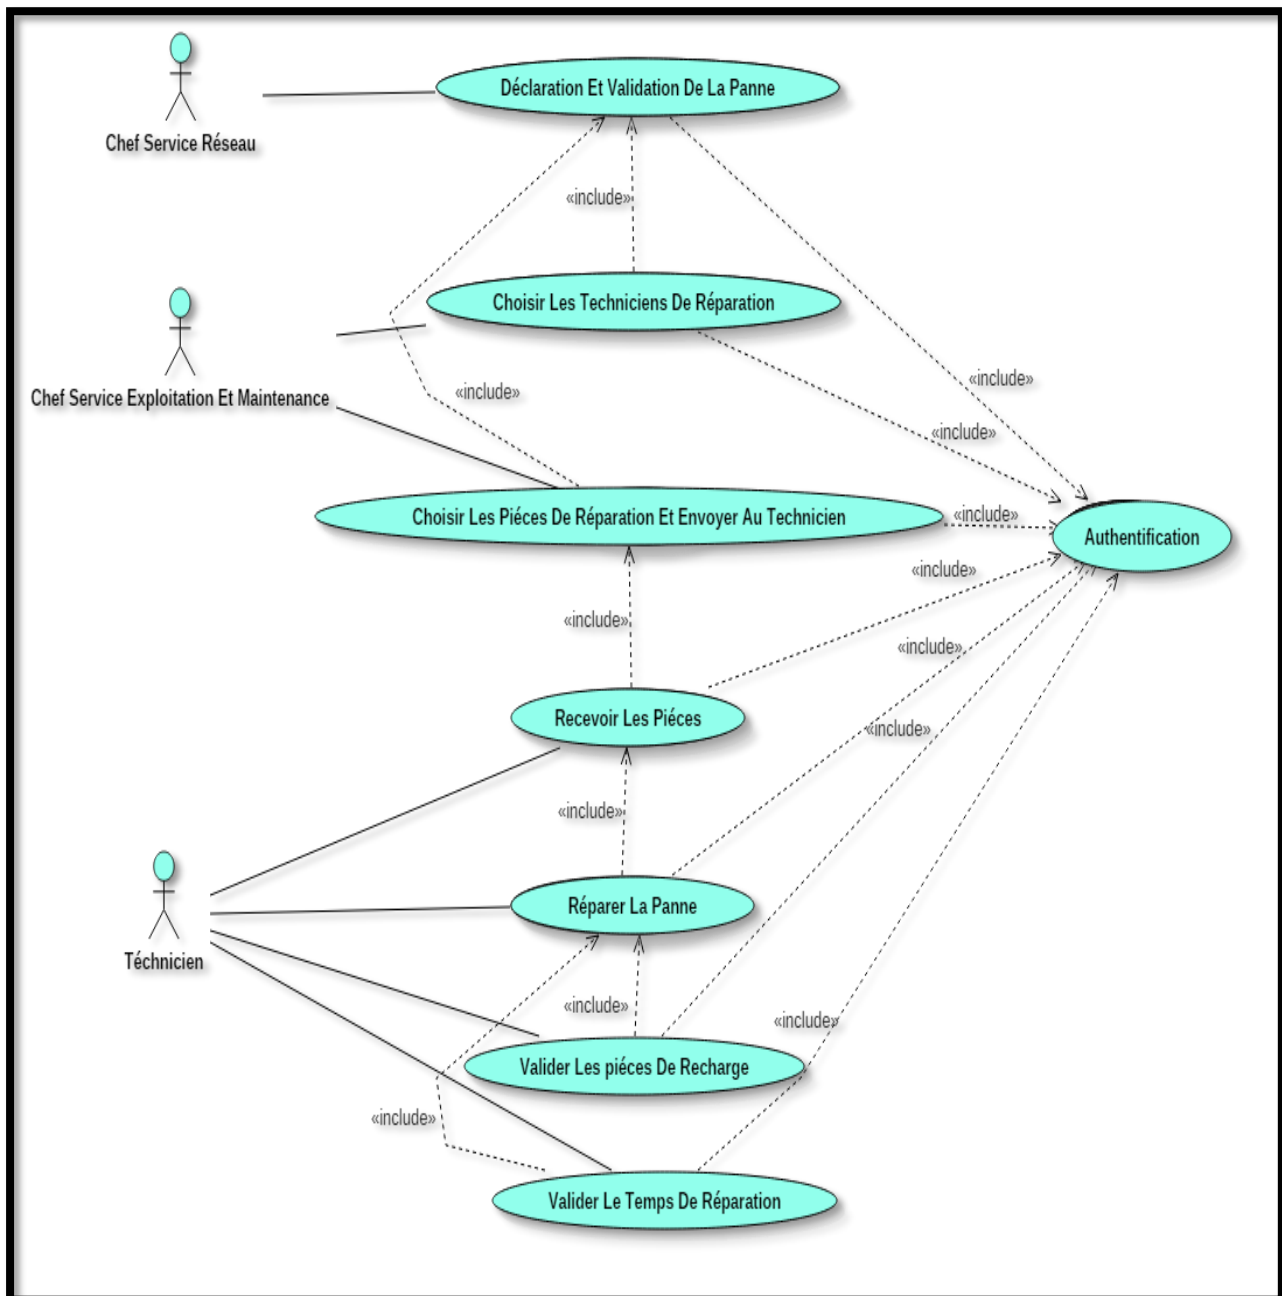 Déclaration Et Validation De La Panne
Chef Service Réseau
«include»
Choisir Les Techniciens De Réparation
«include»
«include»
Chef Service Exploitation Et Maintenance
«include»
Choisir Les Piéces De Réparation Et Envoyer Au Technicien
«include»
Authentification
«include»
«include»
«include»
Recevoir Les Piéces
«include»
«include»
Réparer La Panne
Téchnicien
«include»
«include»
Valider Les piéces De Recharge
«include»
Valider Le Temps De Réparation